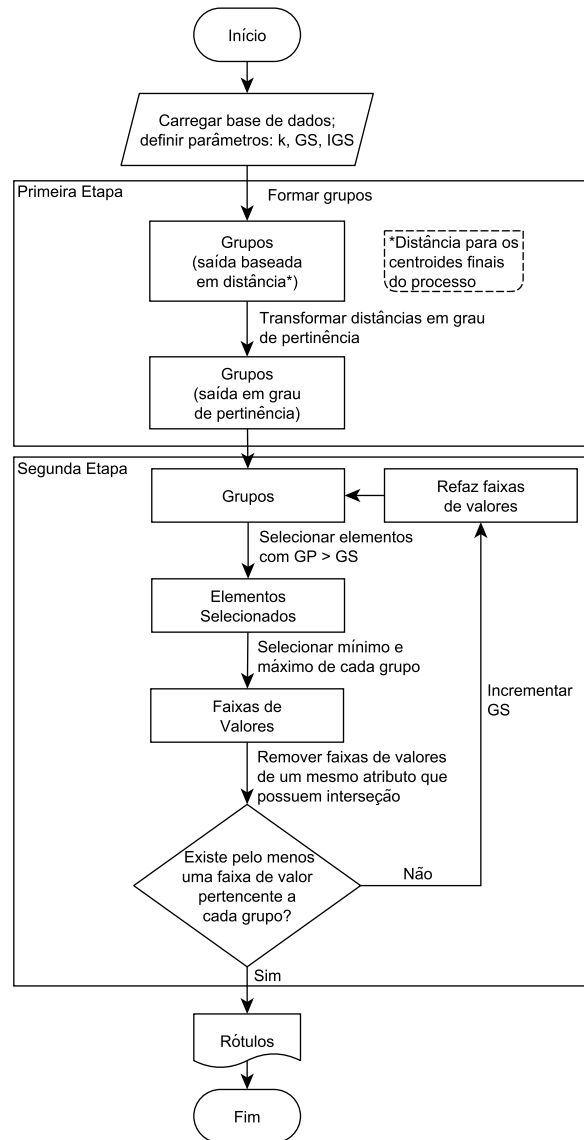 Início
Carregar base de dados;
definir parâmetros: k, GS, IGS
Primeira Etapa
Formar grupos
Grupos
(saída baseada
em distância*)
*Distância para os
centroides finais
do processo
Transformar distâncias em grau
de pertinência
Grupos
(saída em grau
de pertinência)
Segunda Etapa
Grupos
Refaz faixas
de valores
Selecionar elementos
com GP > GS
Elementos
Selecionados
Selecionar mínimo e
máximo de cada grupo
Faixas de
Valores
Incrementar
GS
Remover faixas de valores
de um mesmo atributo que
possuem interseção
Existe pelo menos
uma faixa de valor
pertencente a
cada grupo?
Não
Sim
Rótulos
Fim